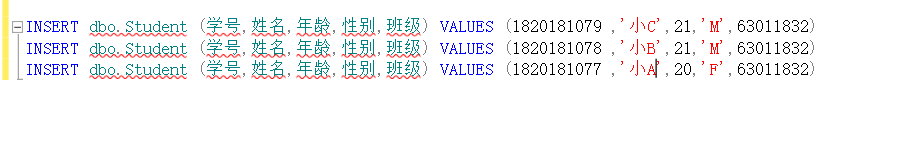 INSERT dbo.Student (学号,姓名,年龄,性别,班级) VALUES (1820181079 ,'小C',21,'M',63011832)
INSERT dbo.Student (学号,姓名,年龄,性别,班级) VALUES (1820181078 ,'小B',21,'M',63011832)
INSERT dbo.Student (学号,姓名,年龄,性别,班级) VALUES (1820181077 ,'小A',20,'F',63011832)